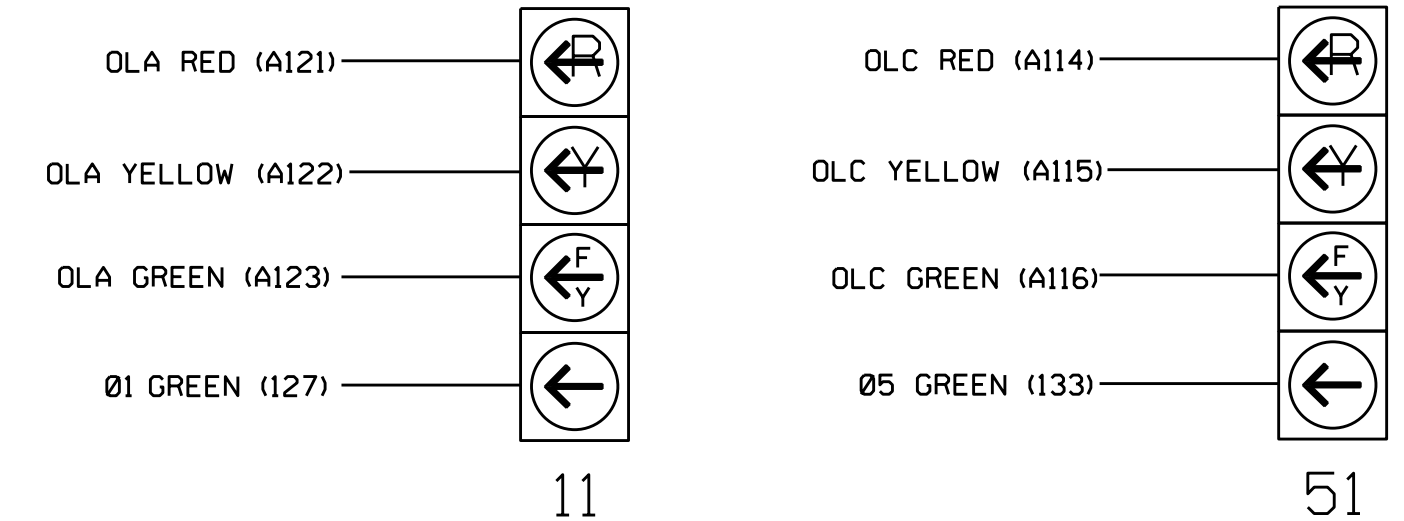 OLA RED (A121)
R
OLA YELLOW (A122)
Y
OLA GREEN (A123)
F
Y
Ø1 GREEN (127)
11
OLC RED (A114)
R
OLC YELLOW (A115)
Y
OLC GREEN (A116)
F
Y
Ø5 GREEN (133)
51